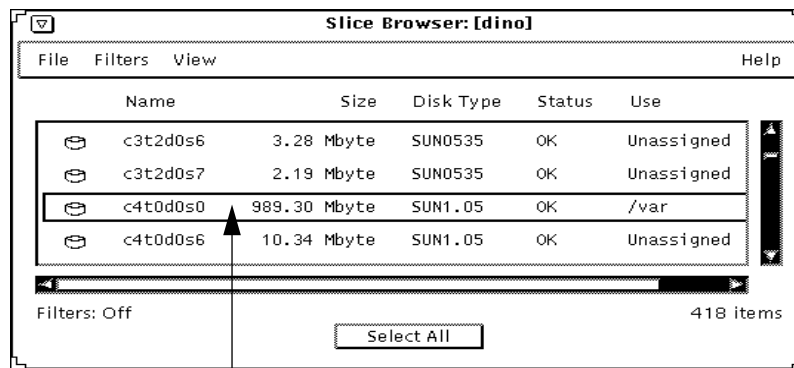 Slice Browser: [dino]
File Filters View Help
Name Size Disk Type Status Use
c3t2d0s6 3.28 Mbyte SUN0535 OK Unassigned
c3t2d0s7 2.19 Mbyte SUN0535 OK Unassigned
c4t0d0s0 989.30 Mbyte SUN1.05 OK /var
c4t0d0s6 10.34 Mbyte SUN1.05 OK Unassigned
Filters: Off 418 items
Select All